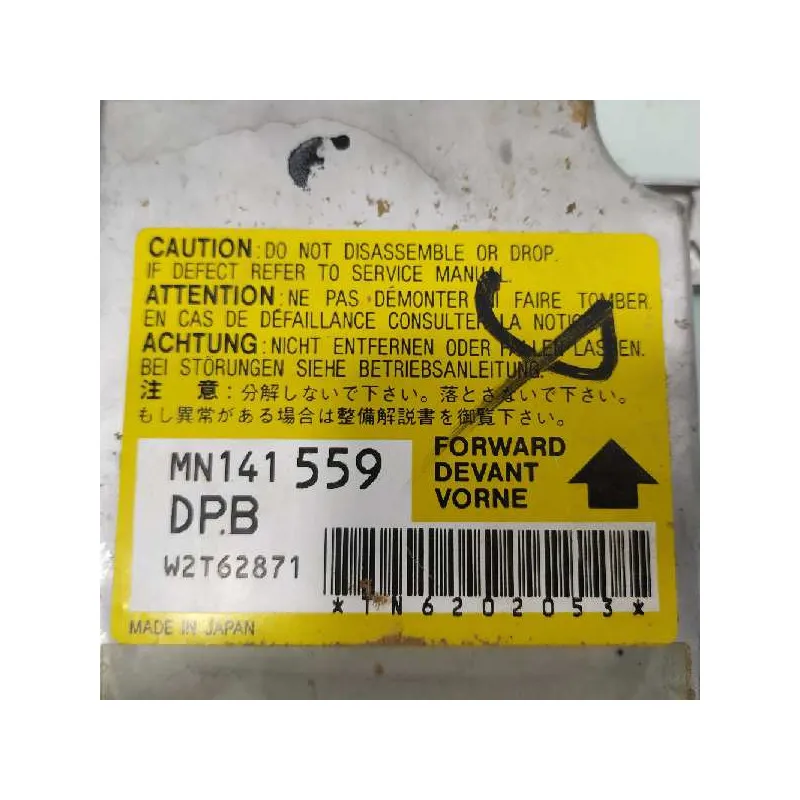 CAUTION: DO NOT DISASSEMBLE OR DROP.
IF DEFECT REFER TO SERVICE MANUAL.
ATTENTION: NE PAS DÉMONTER NI FAIRE TOMBER.
EN CAS DE DÉFAILLANCE CONSULTER LA NOTICE.
ACHTUNG: NICHT ENTFERNEN ODER FALLEN LASSEN.
BEI STÖRUNGEN SIEHE BETRIEBSANLEITUNG.
注 意:分解しないで下さい。落とさないで下さい。
もし異常がある場合は整備解説書を御覧下さい。
MN141 559
DP.B
W2T62871
FORWARD
DEVANT
VORNE
*TN6202053*
MADE IN JAPAN